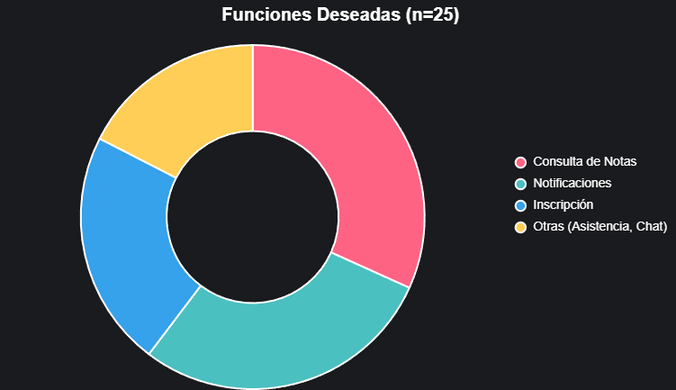 Funciones Deseadas (n=25)
Consulta de Notas
Notificaciones
Inscripción
Otras (Asistencia, Chat)